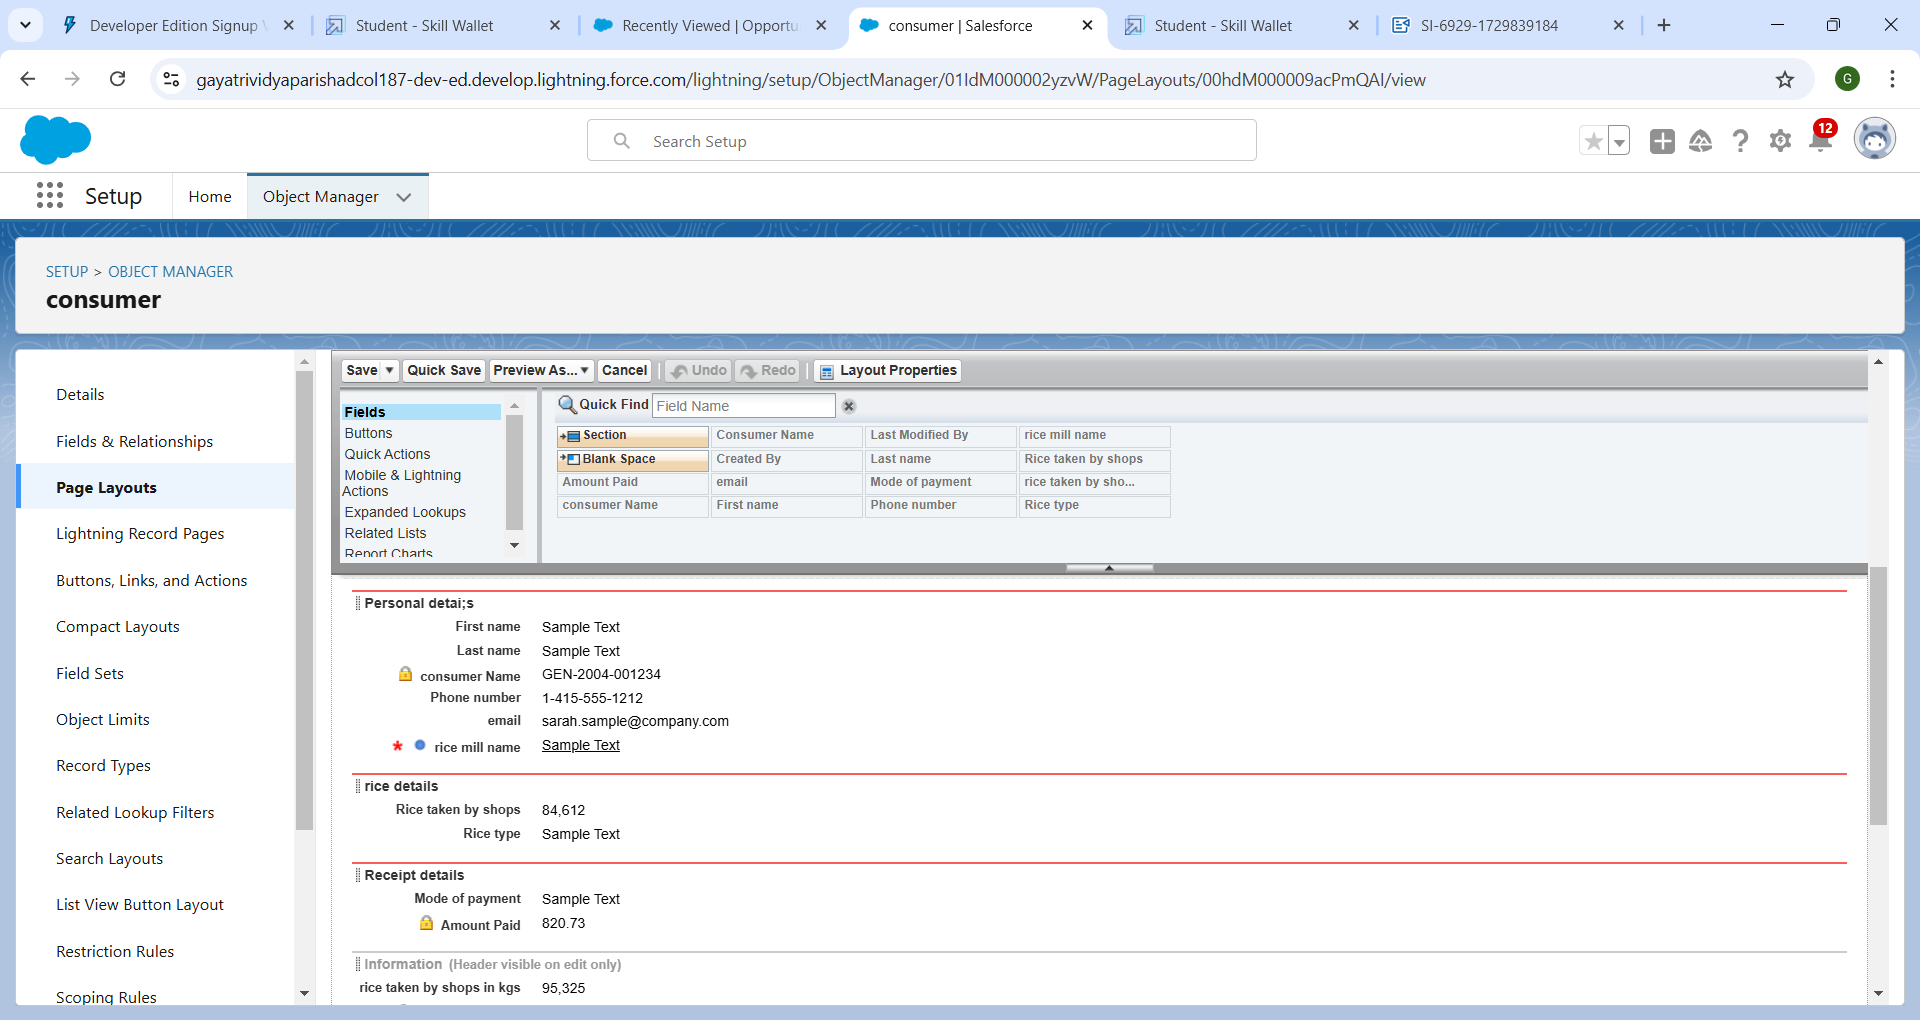 Developer Edition Signup
Student - Skill Wallet
Recently Viewed | Opportu
consumer | Salesforce
Student - Skill Wallet
SI-6929-1729839184
gayatrividyaparishadcol187-dev-ed.develop.lightning.force.com/lightning/setup/ObjectManager/01IdM000002yzvW/PageLayouts/00hdM000009acPmQAI/view
G
Search Setup
12
Setup
Home
Object Manager
SETUP > OBJECT MANAGER
consumer
Details
Fields & Relationships
Page Layouts
Lightning Record Pages
Buttons, Links, and Actions
Compact Layouts
Field Sets
Object Limits
Record Types
Related Lookup Filters
Search Layouts
List View Button Layout
Restriction Rules
Scoping Rules
Save
Quick Save
Preview As...
Cancel
Undo
Redo
Layout Properties
Fields
Buttons
Quick Actions
Mobile & Lightning
Actions
Expanded Lookups
Related Lists
Report Charts
Quick Find
Field Name
Section
Consumer Name
Last Modified By
rice mill name
Blank Space
Created By
Last name
Rice taken by shops
Amount Paid
email
Mode of payment
rice taken by sho...
consumer Name
First name
Phone number
Rice type
Personal detai;s
First name Sample Text
Last name Sample Text
consumer Name GEN-2004-001234
Phone number 1-415-555-1212
email sarah.sample@company.com
* rice mill name Sample Text
rice details
Rice taken by shops 84,612
Rice type Sample Text
Receipt details
Mode of payment Sample Text
Amount Paid 820.73
Information (Header visible on edit only)
rice taken by shops in kgs 95,325